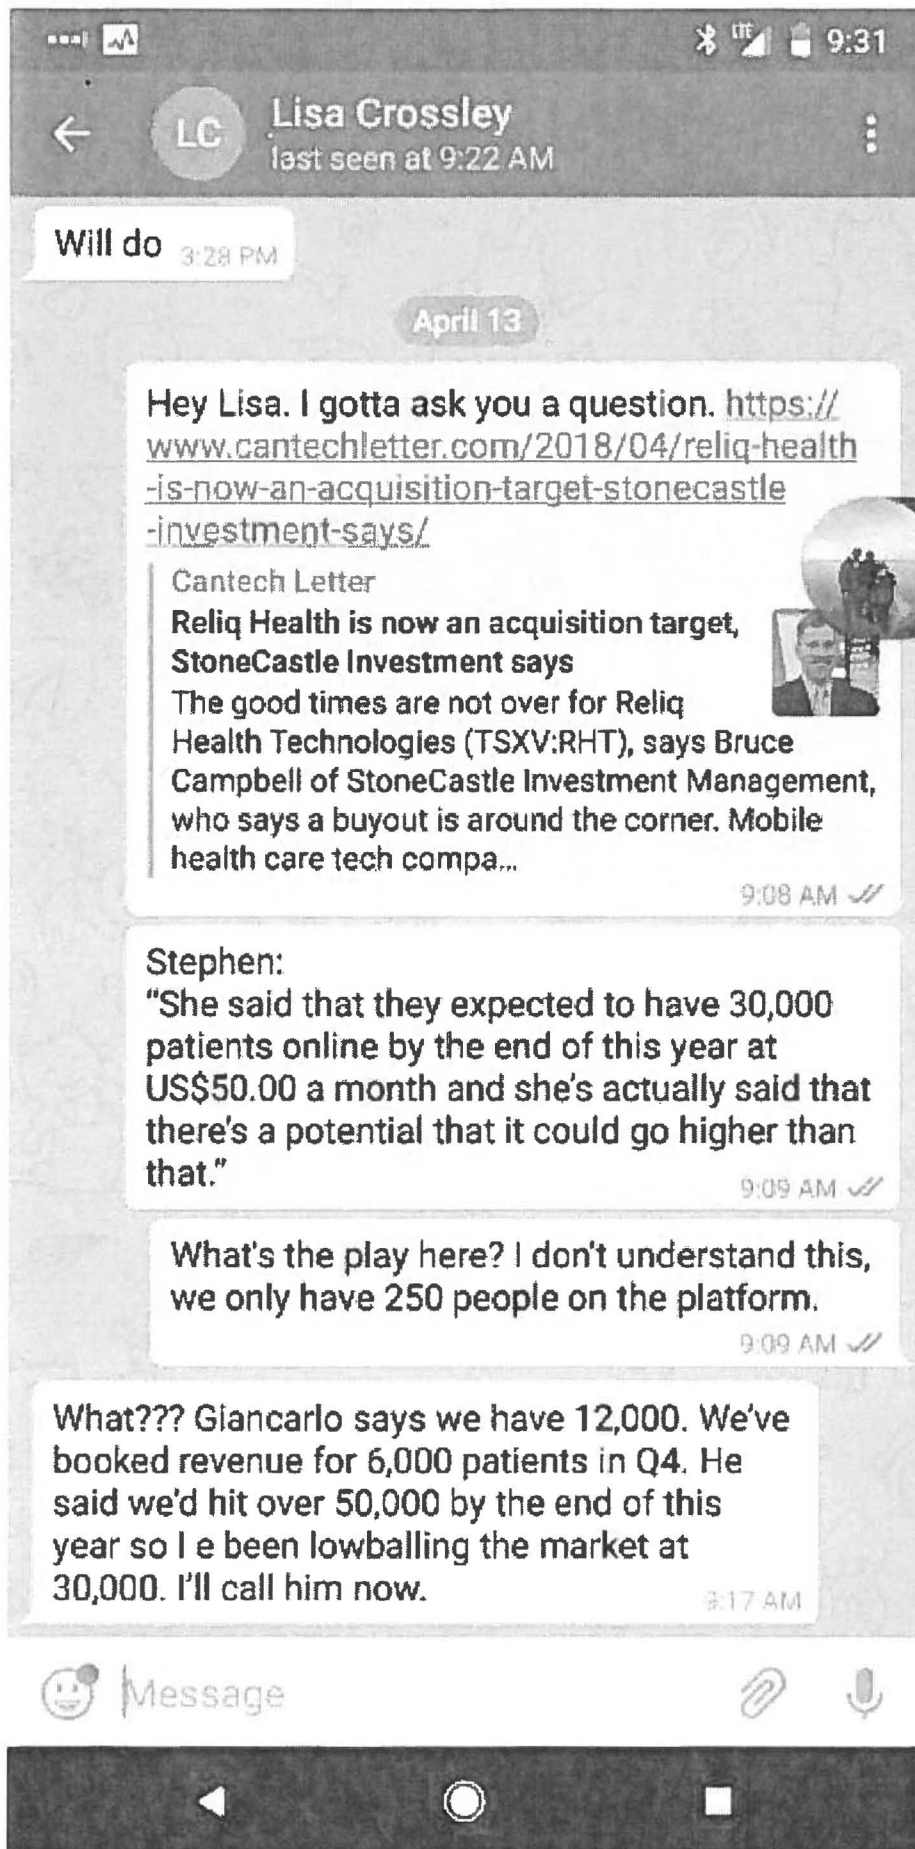 LTE 9:31
LC
Lisa Crossley
last seen at 9:22 AM
Will do 3:28 PM
April 13
Hey Lisa. I gotta ask you a question. https://
www.cantechletter.com/2018/04/reliq-health
-is-now-an-acquisition-target-stonecastle
-investment-says/
Cantech Letter
Reliq Health is now an acquisition target,
StoneCastle Investment says
The good times are not over for Reliq
Health Technologies (TSXV:RHT), says Bruce
Campbell of StoneCastle Investment Management,
who says a buyout is around the corner. Mobile
health care tech compa...
9:08 AM
Stephen:
"She said that they expected to have 30,000
patients online by the end of this year at
US$50.00 a month and she's actually said that
there's a potential that it could go higher than
that."
9:09 AM
What's the play here? I don't understand this,
we only have 250 people on the platform.
9:09 AM
What??? Giancarlo says we have 12,000. We've
booked revenue for 6,000 patients in Q4. He
said we'd hit over 50,000 by the end of this
year so I e been lowballing the market at
30,000. I'll call him now.
9:17 AM
Message